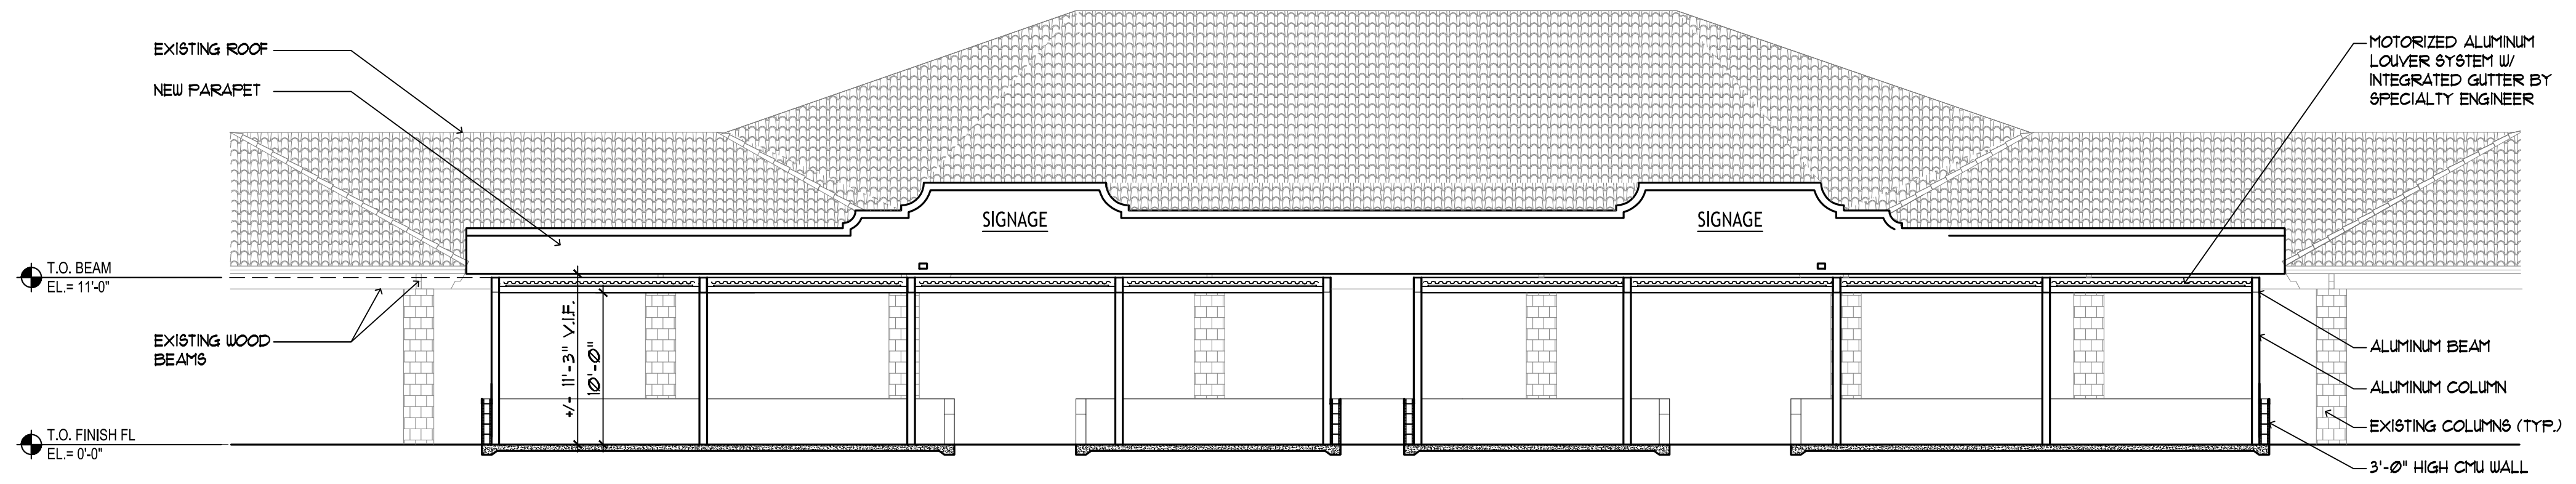 EXISTING ROOF
NEW PARAPET
MOTORIZED ALUMINUM
LOUVER SYSTEM W/
INTEGRATED GUTTER BY
SPECIALTY ENGINEER
SIGNAGE
SIGNAGE
T.O. BEAM
EL.= 11'-0"
EXISTING WOOD
BEAMS
+/- 11'-3" V.I.F.
10'-0"
ALUMINUM BEAM
ALUMINUM COLUMN
EXISTING COLUMNS (TYP.)
3'-0" HIGH CMU WALL
T.O. FINISH FL
EL.= 0'-0"